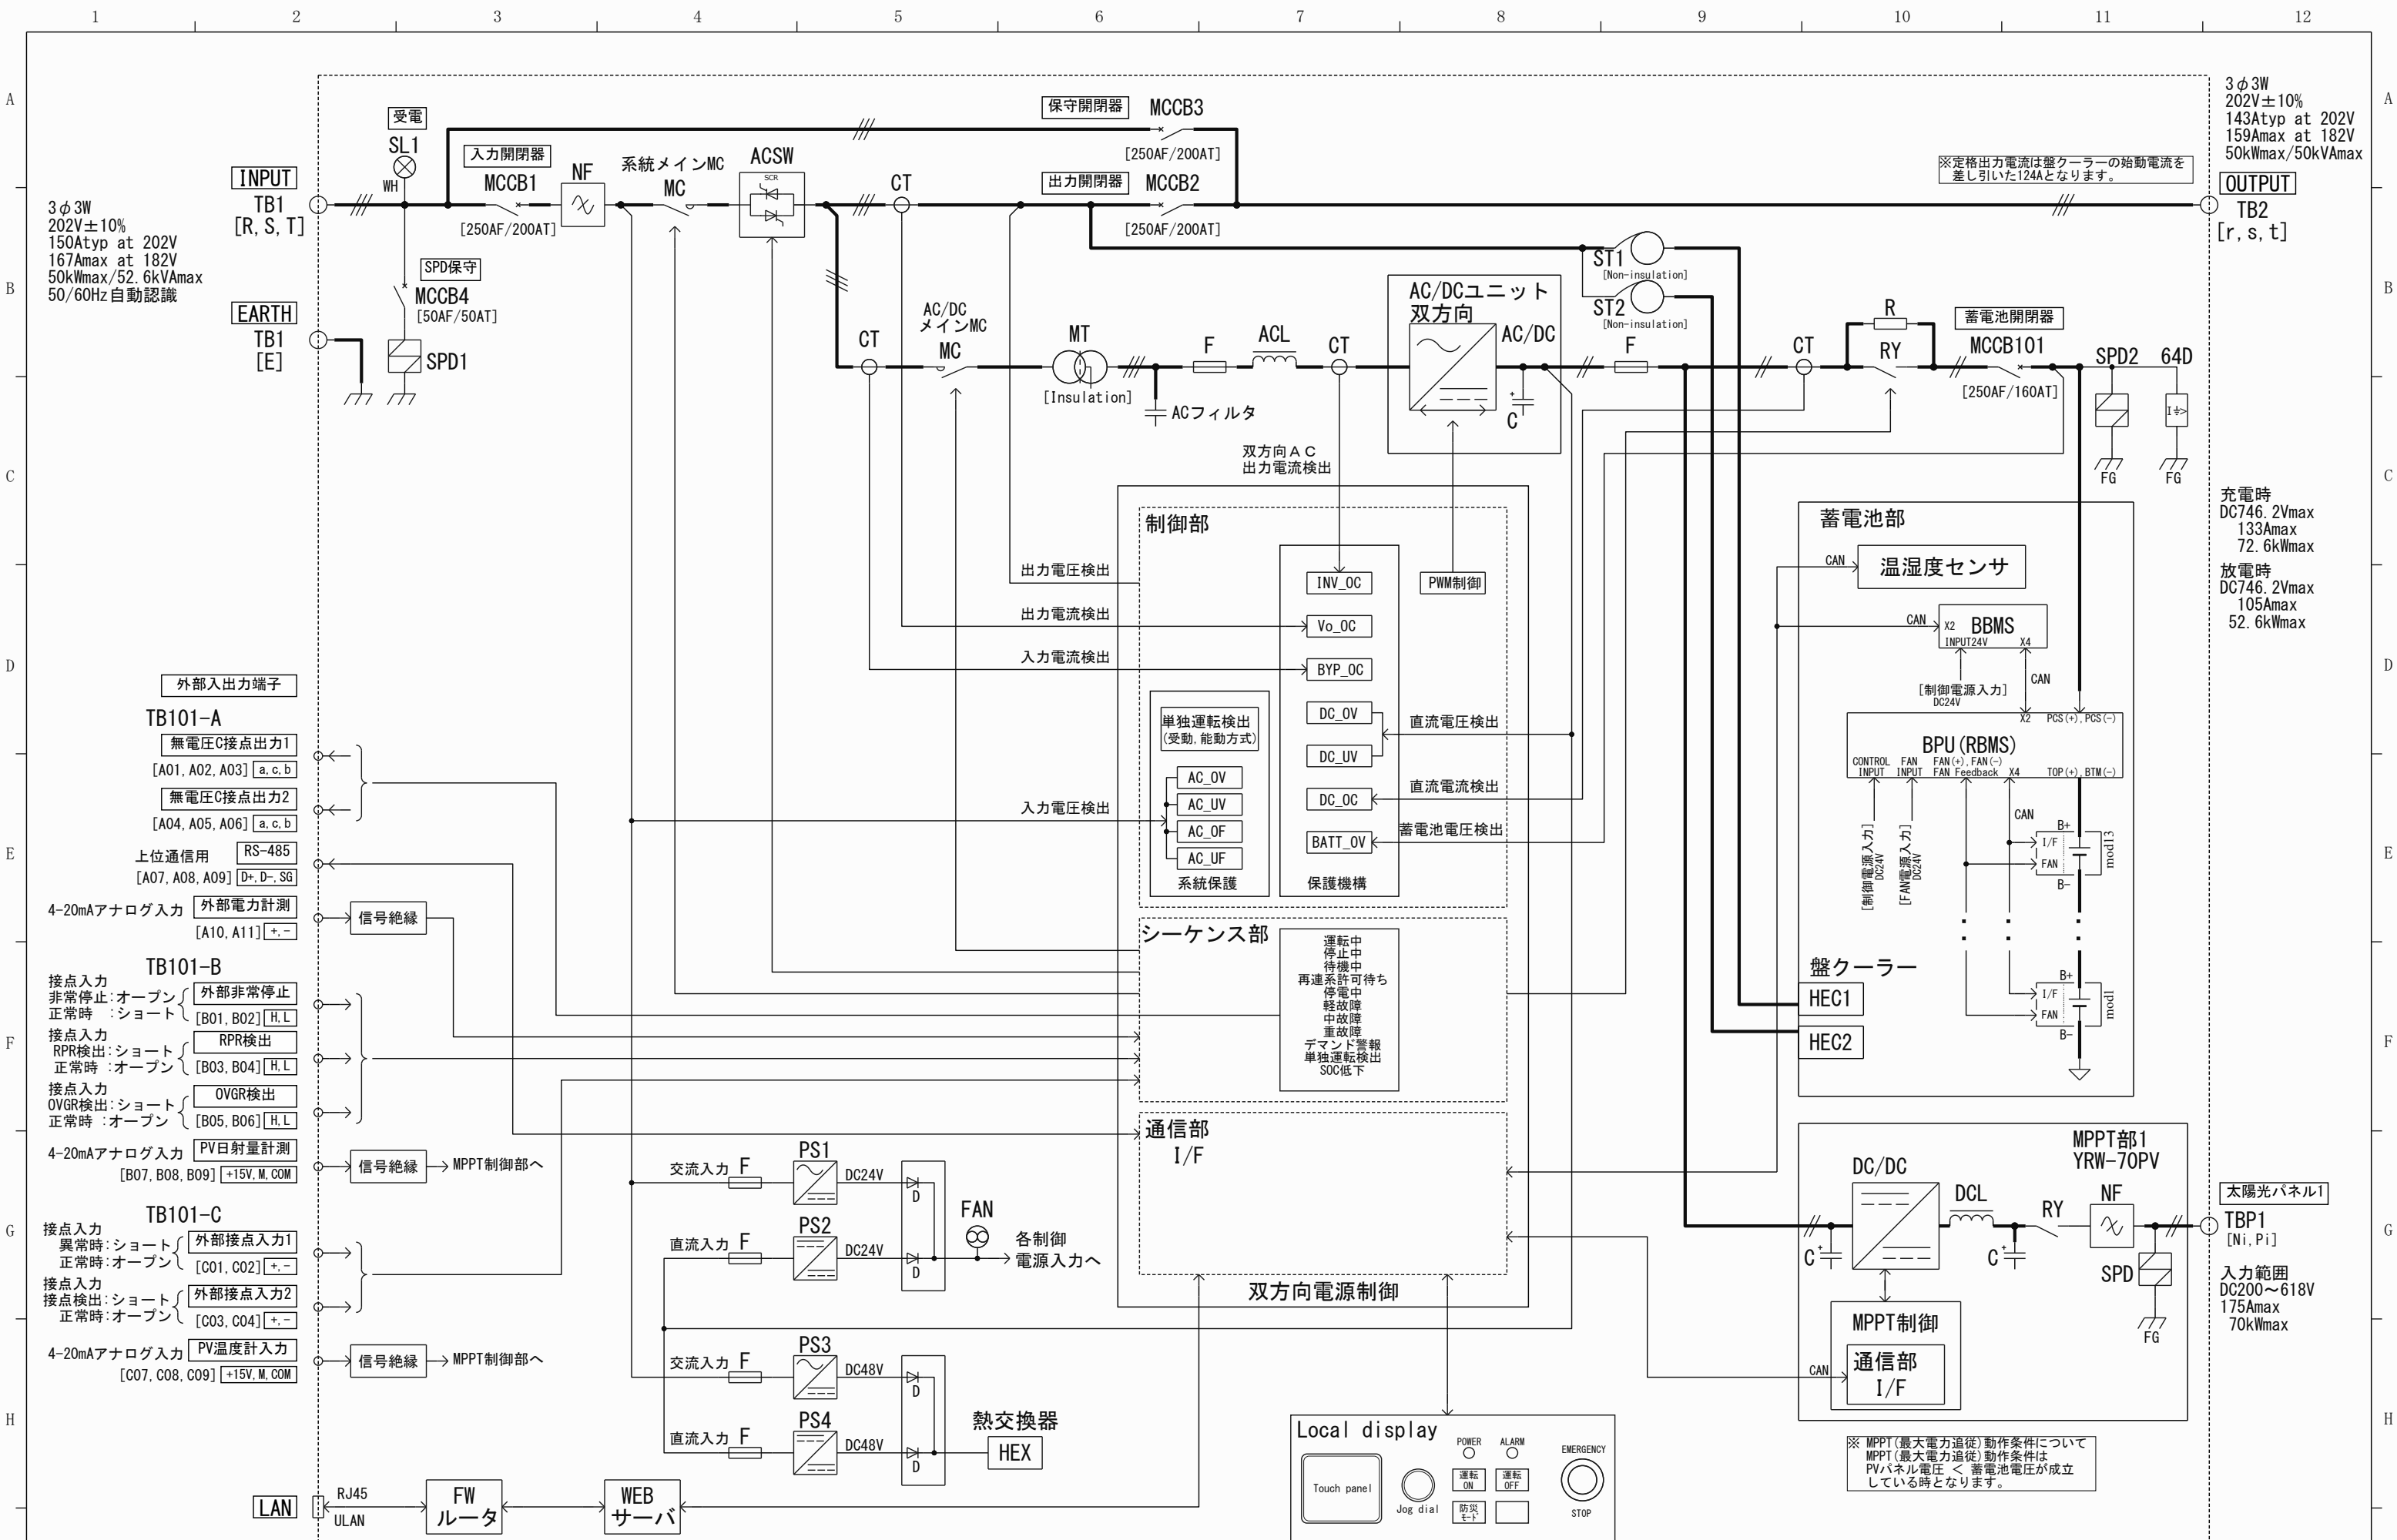 1 2 3 4 5 6 7 8 9 10 11 12
A
B
C
D
E
F
G
H
A
B
C
D
E
F
G
H
受電
SL1
WH
INPUT
TB1
[R, S, T]
3φ3W
202V±10%
150Atyp at 202V
167Amax at 182V
50kWmax/52.6kVAmax
50/60Hz自動認識
EARTH
TB1
[E]
入力開閉器
MCCB1
[250AF/200AT]
NF
系統メインMC
MC
ACSW
SCR
CT
保守開閉器
MCCB3
[250AF/200AT]
出力開閉器
MCCB2
[250AF/200AT]
※定格出力電流は盤クーラーの始動電流を
差し引いた124Aとなります。
3φ3W
202V±10%
143Atyp at 202V
159Amax at 182V
50kWmax/50kVAmax
OUTPUT
TB2
[r, s, t]
SPD保守
MCCB4
[50AF/50AT]
SPD1
CT
AC/DC
メインMC
MC
MT
[Insulation]
ACフィルタ
F
ACL
CT
双方向AC
出力電流検出
AC/DCユニット
双方向
AC/DC
C
+
ST1
[Non-insulation]
ST2
[Non-insulation]
F
CT
R
RY
蓄電池開閉器
MCCB101
[250AF/160AT]
SPD2
64D
I
FG
FG
充電時
DC746.2Vmax
133Amax
72.6kWmax
放電時
DC746.2Vmax
105Amax
52.6kWmax
制御部
出力電圧検出
出力電流検出
入力電流検出
入力電圧検出
INV_OC
Vo_OC
BYP_OC
DC_OV
DC_UV
DC_OC
BATT_OV
保護機構
PWM制御
直流電圧検出
直流電流検出
蓄電池電圧検出
単独運転検出
(受動,能動方式)
AC_OV
AC_UV
AC_OF
AC_UF
系統保護
シーケンス部
運転中
停止中
待機中
再連系許可待ち
停電中
軽故障
中故障
重故障
デマンド警報
単独運転検出
SOC低下
通信部
I/F
双方向電源制御
蓄電池部
CAN
温湿度センサ
CAN
X2 BBMS
INPUT24V X4
[制御電源入力]
DC24V
CAN
X2 PCS(+),PCS(-)
BPU(RBMS)
CONTROL FAN FAN(+),FAN(-)
INPUT INPUT FAN Feedback X4 TOP(+),BTM(-)
[制御電源入力]
DC24V
[FAN電源入力]
DC24V
CAN
B+
I/F
FAN
B-
mod13
B+
I/F
FAN
B-
mod1
盤クーラー
HEC1
HEC2
外部入出力端子
TB101-A
無電圧C接点出力1
[A01, A02, A03] a, c, b
無電圧C接点出力2
[A04, A05, A06] a, c, b
上位通信用 RS-485
[A07, A08, A09] D+, D-, SG
4-20mAアナログ入力 外部電力計測
[A10, A11] +, -
信号絶縁
TB101-B
接点入力
非常停止:オープン
正常時 :ショート
外部非常停止
[B01, B02] H, L
接点入力
RPR検出:ショート
正常時 :オープン
RPR検出
[B03, B04] H, L
接点入力
OVGR検出:ショート
正常時 :オープン
OVGR検出
[B05, B06] H, L
4-20mAアナログ入力 PV日射量計測
[B07, B08, B09] +15V, M, COM
信号絶縁
MPPT制御部へ
TB101-C
接点入力
異常時:ショート
正常時:オープン
外部接点入力1
[C01, C02] +, -
接点入力
接点検出:ショート
正常時:オープン
外部接点入力2
[C03, C04] +, -
4-20mAアナログ入力 PV温度計入力
[C07, C08, C09] +15V, M, COM
信号絶縁
MPPT制御部へ
交流入力 F PS1 DC24V D
直流入力 F PS2 DC24V D
FAN
各制御
電源入力へ
交流入力 F PS3 DC48V D
直流入力 F PS4 DC48V D
熱交換器
HEX
MPPT部1
YRW-70PV
DC/DC
C
+
DCL
C
+
RY
NF
SPD
FG
MPPT制御
CAN
通信部
I/F
太陽光パネル1
TBP1
[Ni, Pi]
入力範囲
DC200～618V
175Amax
70kWmax
※ MPPT(最大電力追従)動作条件について
MPPT(最大電力追従)動作条件は
PVパネル電圧 ＜ 蓄電池電圧が成立
している時となります。
Local display
Touch panel
Jog dial
POWER
ALARM
運転
ON
運転
OFF
防災
モード
EMERGENCY
STOP
LAN
RJ45
ULAN
FW
ルータ
WEB
サーバ